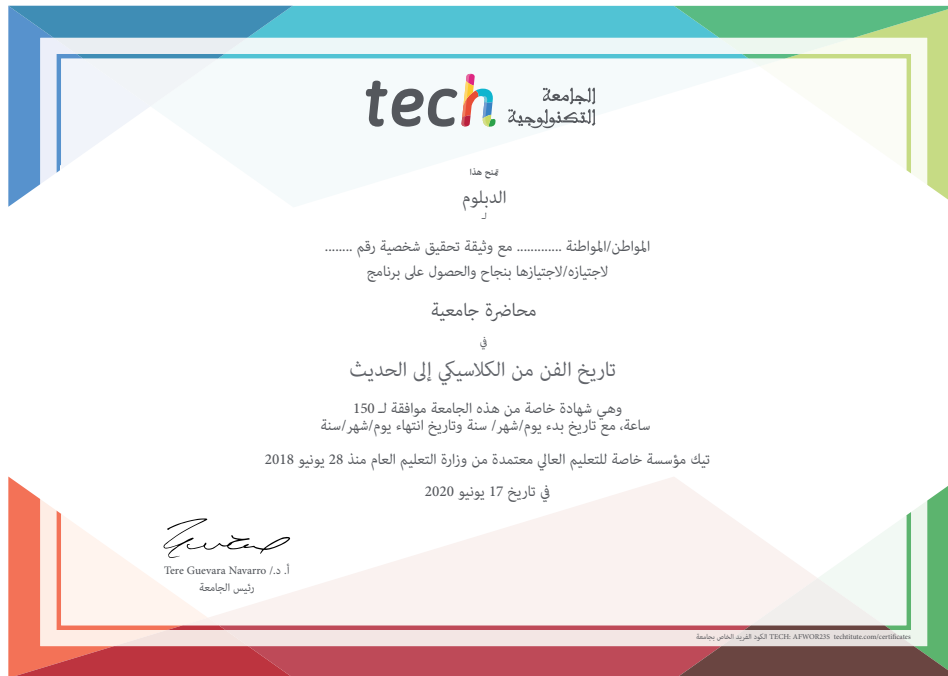 tech الجامعة
التكنولوجية
يمنح هذا
الدبلوم
لـ
المواطن/المواطنة ............. مع وثيقة تحقيق شخصية رقم ........
لاجتيازه/لاجتيازها بنجاح والحصول على برنامج
محاضرة جامعية
في
تاريخ الفن من الكلاسيكي إلى الحديث
وهي شهادة خاصة من هذه الجامعة موافقة لـ 150
ساعة، مع تاريخ بدء يوم/شهر/ سنة وتاريخ انتهاء يوم/شهر/سنة
تيك مؤسسة خاصة للتعليم العالي معتمدة من وزارة التعليم العام منذ 28 يونيو 2018
في تاريخ 17 يونيو 2020
أ. د./ Tere Guevara Navarro
رئيس الجامعة
الكود الفريد الخاص بجامعة TECH: AFWOR23S techtitute.com/certificates